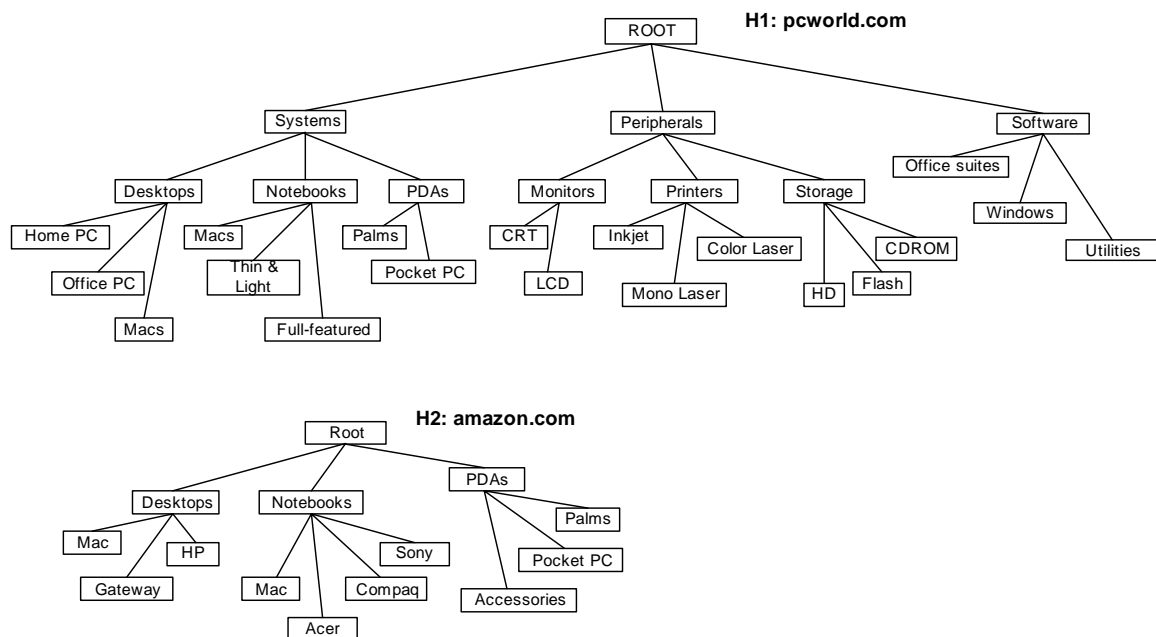 H1: pcworld.com
ROOT
Systems
Peripherals
Software
Office suites
Desktops
Notebooks
PDAs
Monitors
Printers
Storage
Windows
Home PC
Macs
Palms
CRT
Inkjet
Color Laser
CDROM
Utilities
Office PC
Thin &
Light
Pocket PC
LCD
Mono Laser
HD
Flash
Macs
Full-featured
H2: amazon.com
Root
PDAs
Desktops
Notebooks
Palms
Mac
HP
Sony
Pocket PC
Gateway
Mac
Compaq
Accessories
Acer